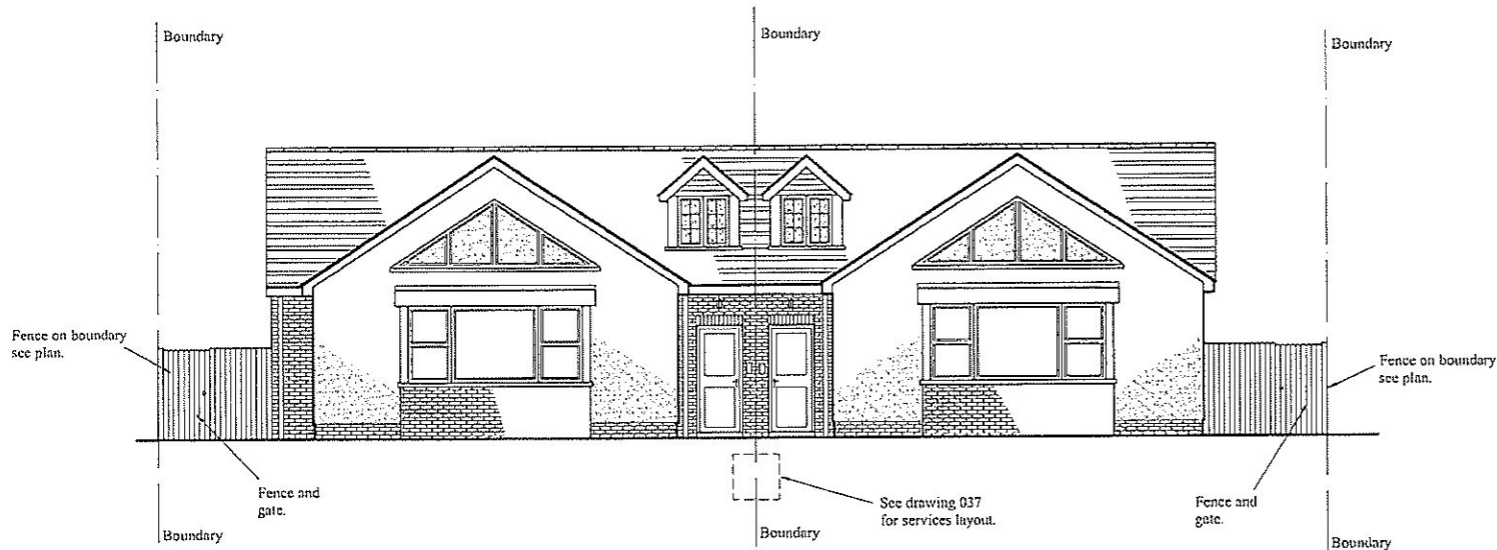 Boundary
Boundary
Boundary
Fence on boundary
see plan.
Fence on boundary
see plan.
Fence and
gate.
See drawing 037
for services layout.
Fence and
gate.
Boundary
Boundary
Boundary